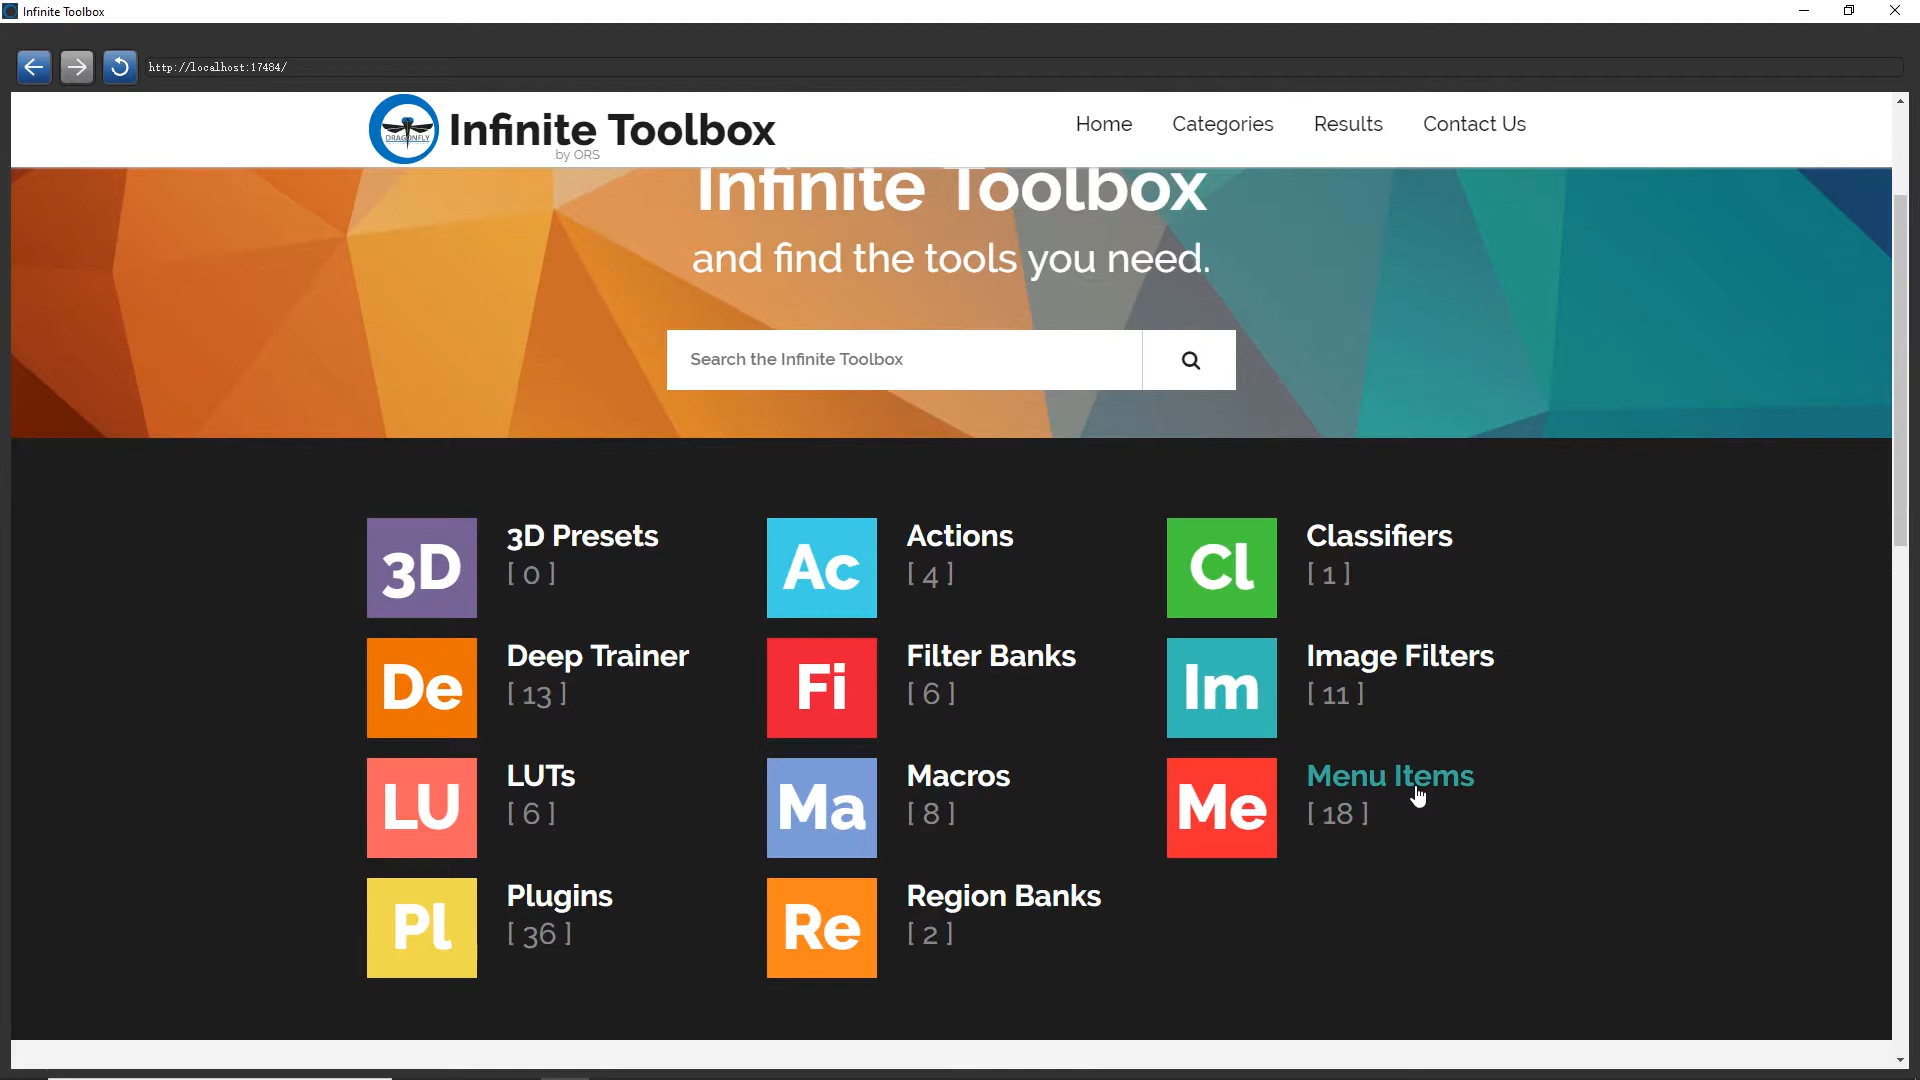 Infinite Toolbox
http://localhost:17484/
DRAGONFLY
Infinite Toolbox
by ORS
Home Categories Results Contact Us
Infinite Toolbox
and find the tools you need.
Search the Infinite Toolbox
3D 3D Presets
[ 0 ]
Ac Actions
[ 4 ]
Cl Classifiers
[ 1 ]
De Deep Trainer
[ 13 ]
Fi Filter Banks
[ 6 ]
Im Image Filters
[ 11 ]
LU LUTs
[ 6 ]
Ma Macros
[ 8 ]
Me Menu Items
[ 18 ]
Pl Plugins
[ 36 ]
Re Region Banks
[ 2 ]